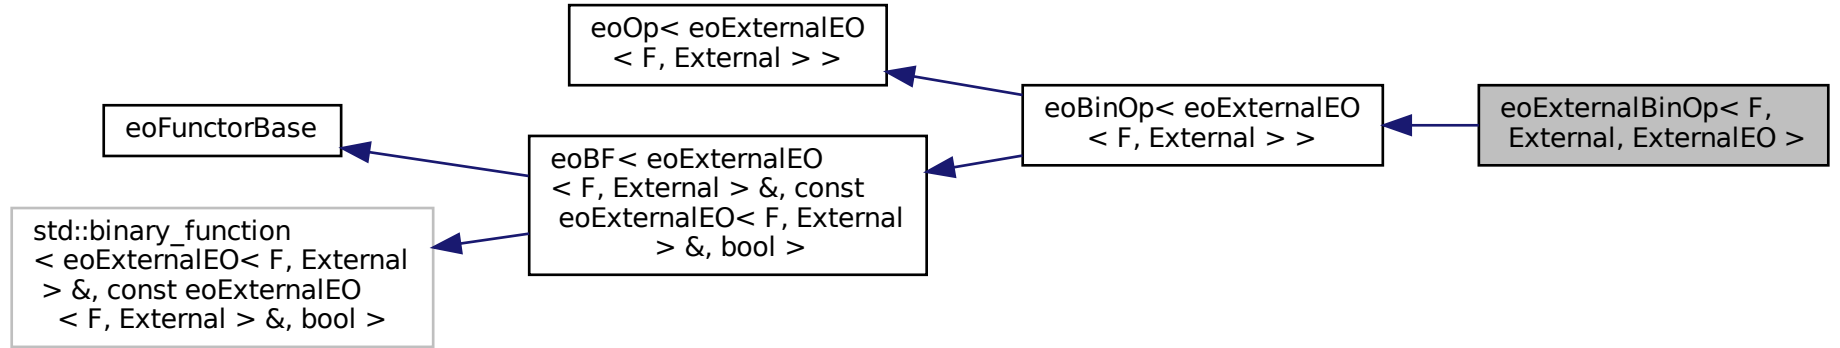 eoOp< eoExternalEO
< F, External > >
eoFunctorBase
eoBinOp< eoExternalEO
< F, External > >
eoExternalBinOp< F,
External, ExternalEO >
eoBF< eoExternalEO
< F, External > &, const
eoExternalEO< F, External
> &, bool >
std::binary_function
< eoExternalEO< F, External
> &, const eoExternalEO
< F, External > &, bool >